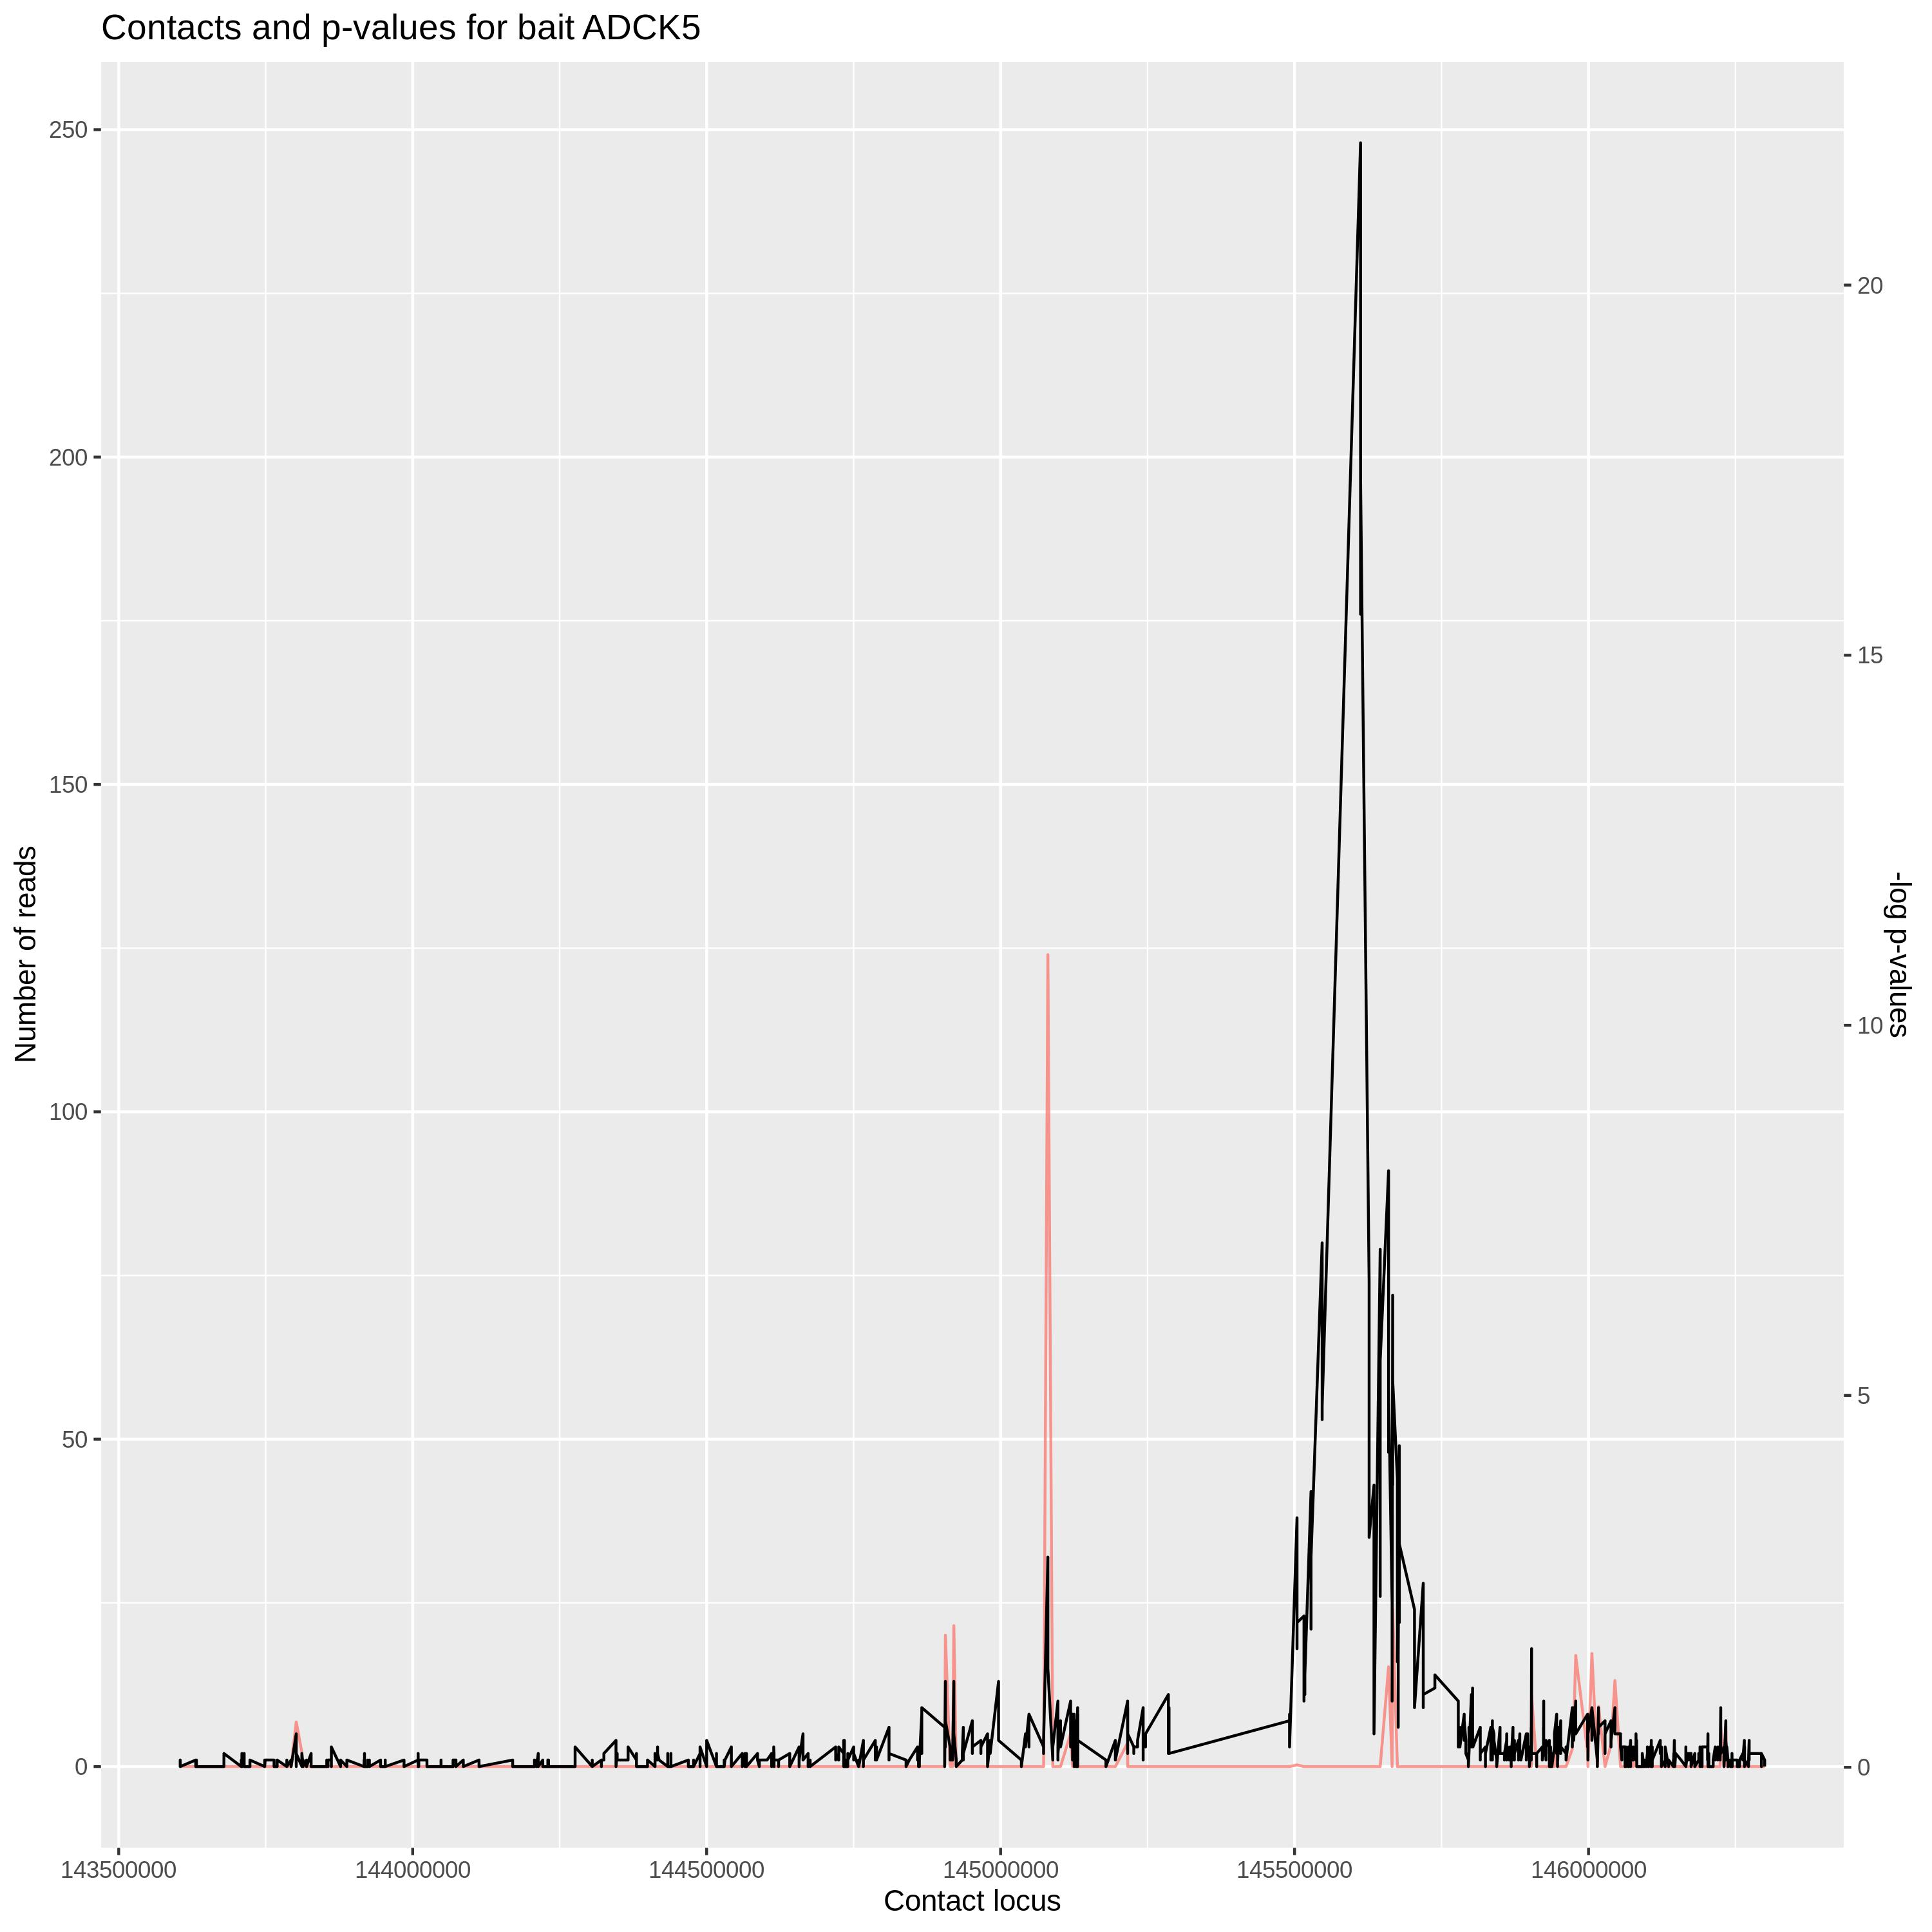 Contacts and p-values for bait ADCK5
250
200
150
100
50
0
Number of reads
20
15
10
5
0
-log p-values
143500000 144000000 144500000 145000000 145500000 146000000
Contact locus